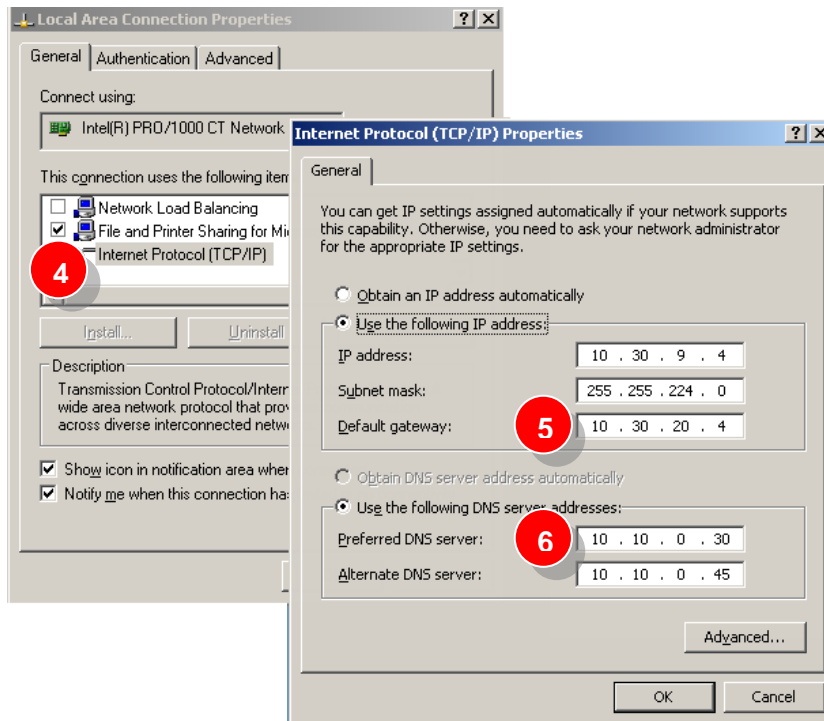 Local Area Connection Properties
General Authentication Advanced
Connect using:
Intel(R) PRO/1000 CT Network
This connection uses the following
Network Load Balancing
File and Printer Sharing for
Internet Protocol (TCP/IP)
4
Install... Uninstall
Description
Transmission Control Protocol/
wide area network protocol that
across diverse interconnected
Show icon in notification area
Notify me when this connection
Internet Protocol (TCP/IP) Properties
General
You can get IP settings assigned automatically if your network supports
this capability. Otherwise, you need to ask your network administrator
for the appropriate IP settings.
Obtain an IP address automatically
Use the following IP address:
IP address: 10 . 30 . 9 . 4
Subnet mask: 255 . 255 . 224 . 0
Default gateway: 5 10 . 30 . 20 . 4
Obtain DNS server address automatically
Use the following DNS server addresses:
Preferred DNS server: 6 10 . 10 . 0 . 30
Alternate DNS server: 10 . 10 . 0 . 45
Advanced...
OK Cancel